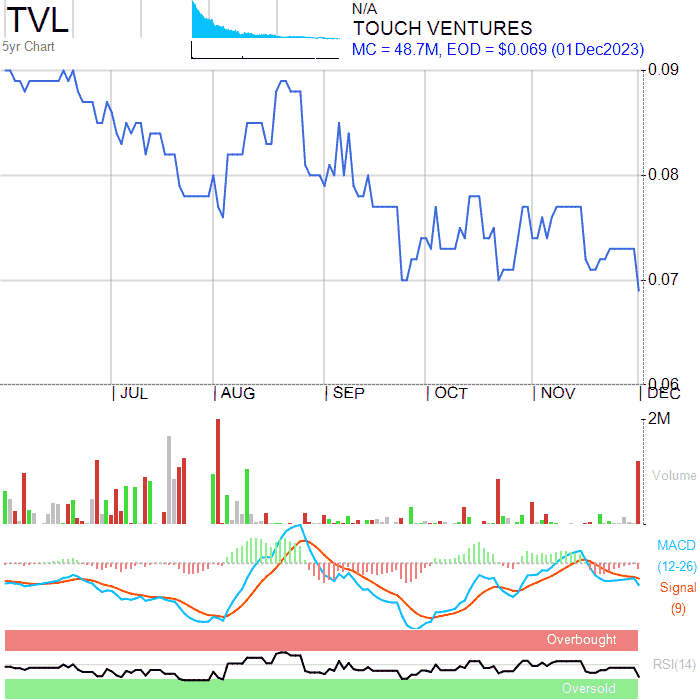 TVL
5yr Chart
N/A
TOUCH VENTURES
MC = 48.7M, EOD = $0.069 (01Dec2023)
0.09
0.08
0.07
0.06
JUL AUG SEP OCT NOV DEC
2M
Volume
MACD
(12-26)
Signal
(9)
Overbought
RSI(14)
Oversold